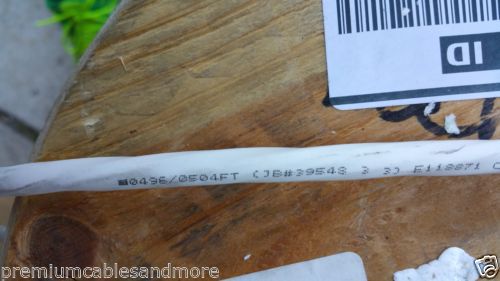 ID
■0496/0504FT (JB#39548 3 3) E118871 C
premiumcablesandmore